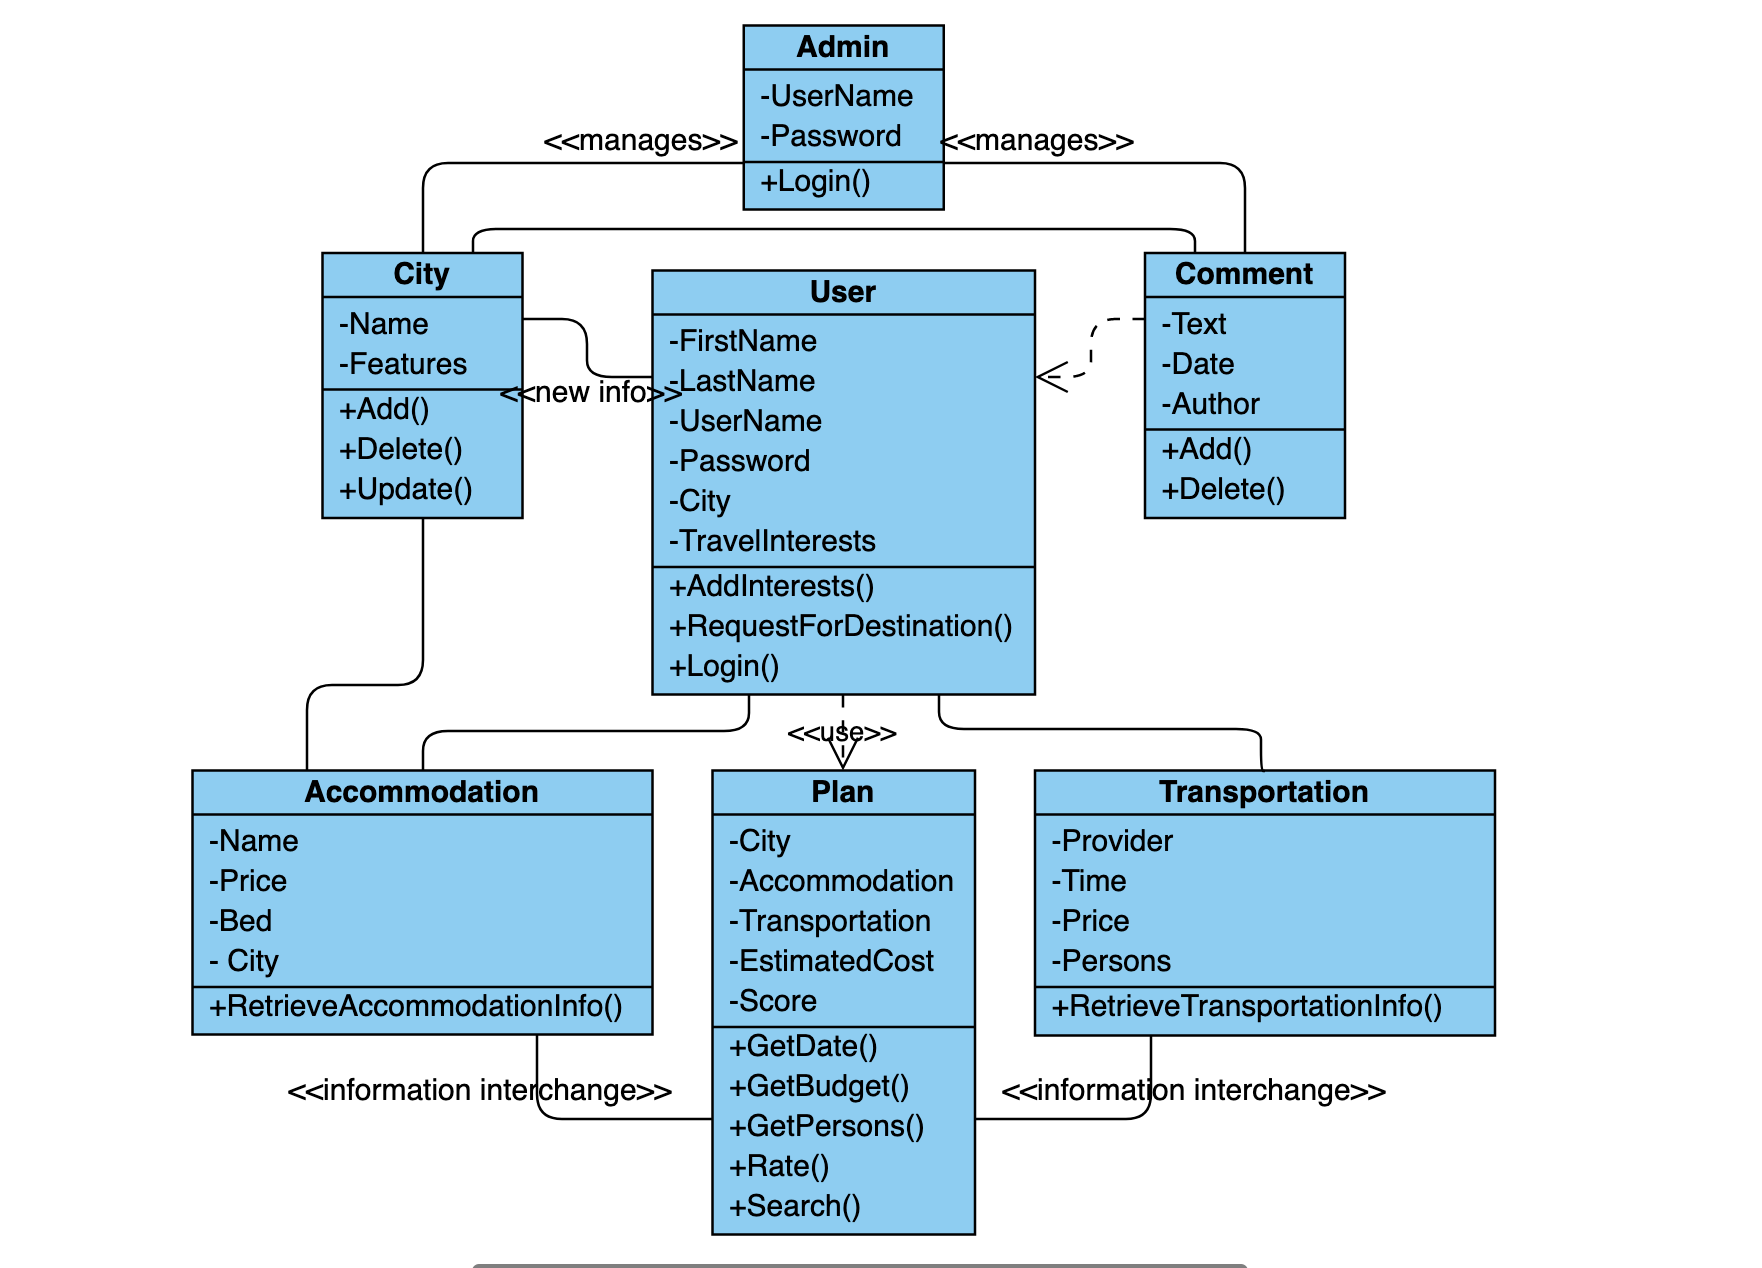 Admin
-UserName
-Password
+Login()
<<manages>>
<<manages>>
City
-Name
-Features
+Add()
+Delete()
+Update()
<<new info>>
User
-FirstName
-LastName
-UserName
-Password
-City
-TravelInterests
+AddInterests()
+RequestForDestination()
+Login()
Comment
-Text
-Date
-Author
+Add()
+Delete()
<<use>>
Accommodation
-Name
-Price
-Bed
- City
+RetrieveAccommodationInfo()
Plan
-City
-Accommodation
-Transportation
-EstimatedCost
-Score
+GetDate()
+GetBudget()
+GetPersons()
+Rate()
+Search()
Transportation
-Provider
-Time
-Price
-Persons
+RetrieveTransportationInfo()
<<information interchange>>
<<information interchange>>